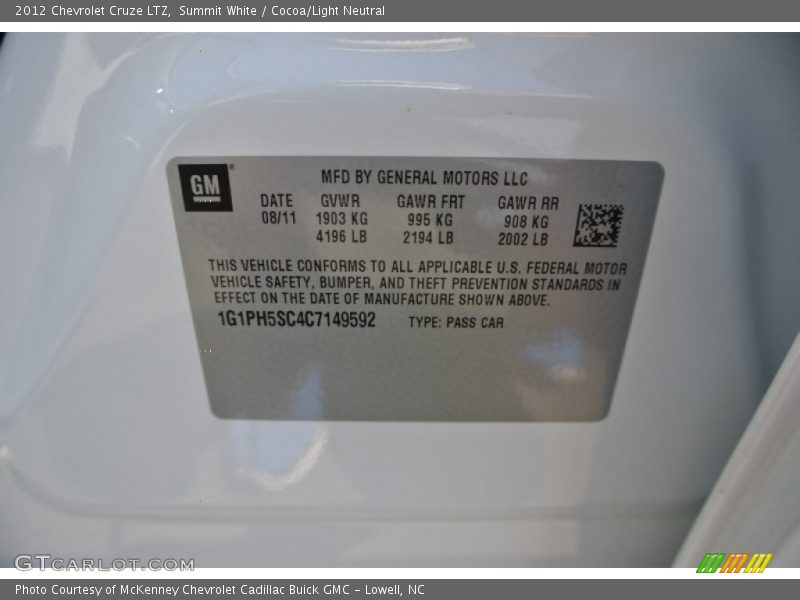 2012 Chevrolet Cruze LTZ,  Summit White / Cocoa/Light Neutral
GM
MFD BY GENERAL MOTORS LLC
DATE GVWR GAWR FRT GAWR RR
08/11 1903 KG 995 KG 908 KG
4196 LB 2194 LB 2002 LB
THIS VEHICLE CONFORMS TO ALL APPLICABLE U.S. FEDERAL MOTOR
VEHICLE SAFETY, BUMPER, AND THEFT PREVENTION STANDARDS IN
EFFECT ON THE DATE OF MANUFACTURE SHOWN ABOVE.
1G1PH5SC4C7149592 TYPE: PASS CAR
GTCARLOT.COM
Photo Courtesy of McKenney Chevrolet Cadillac Buick GMC - Lowell, NC